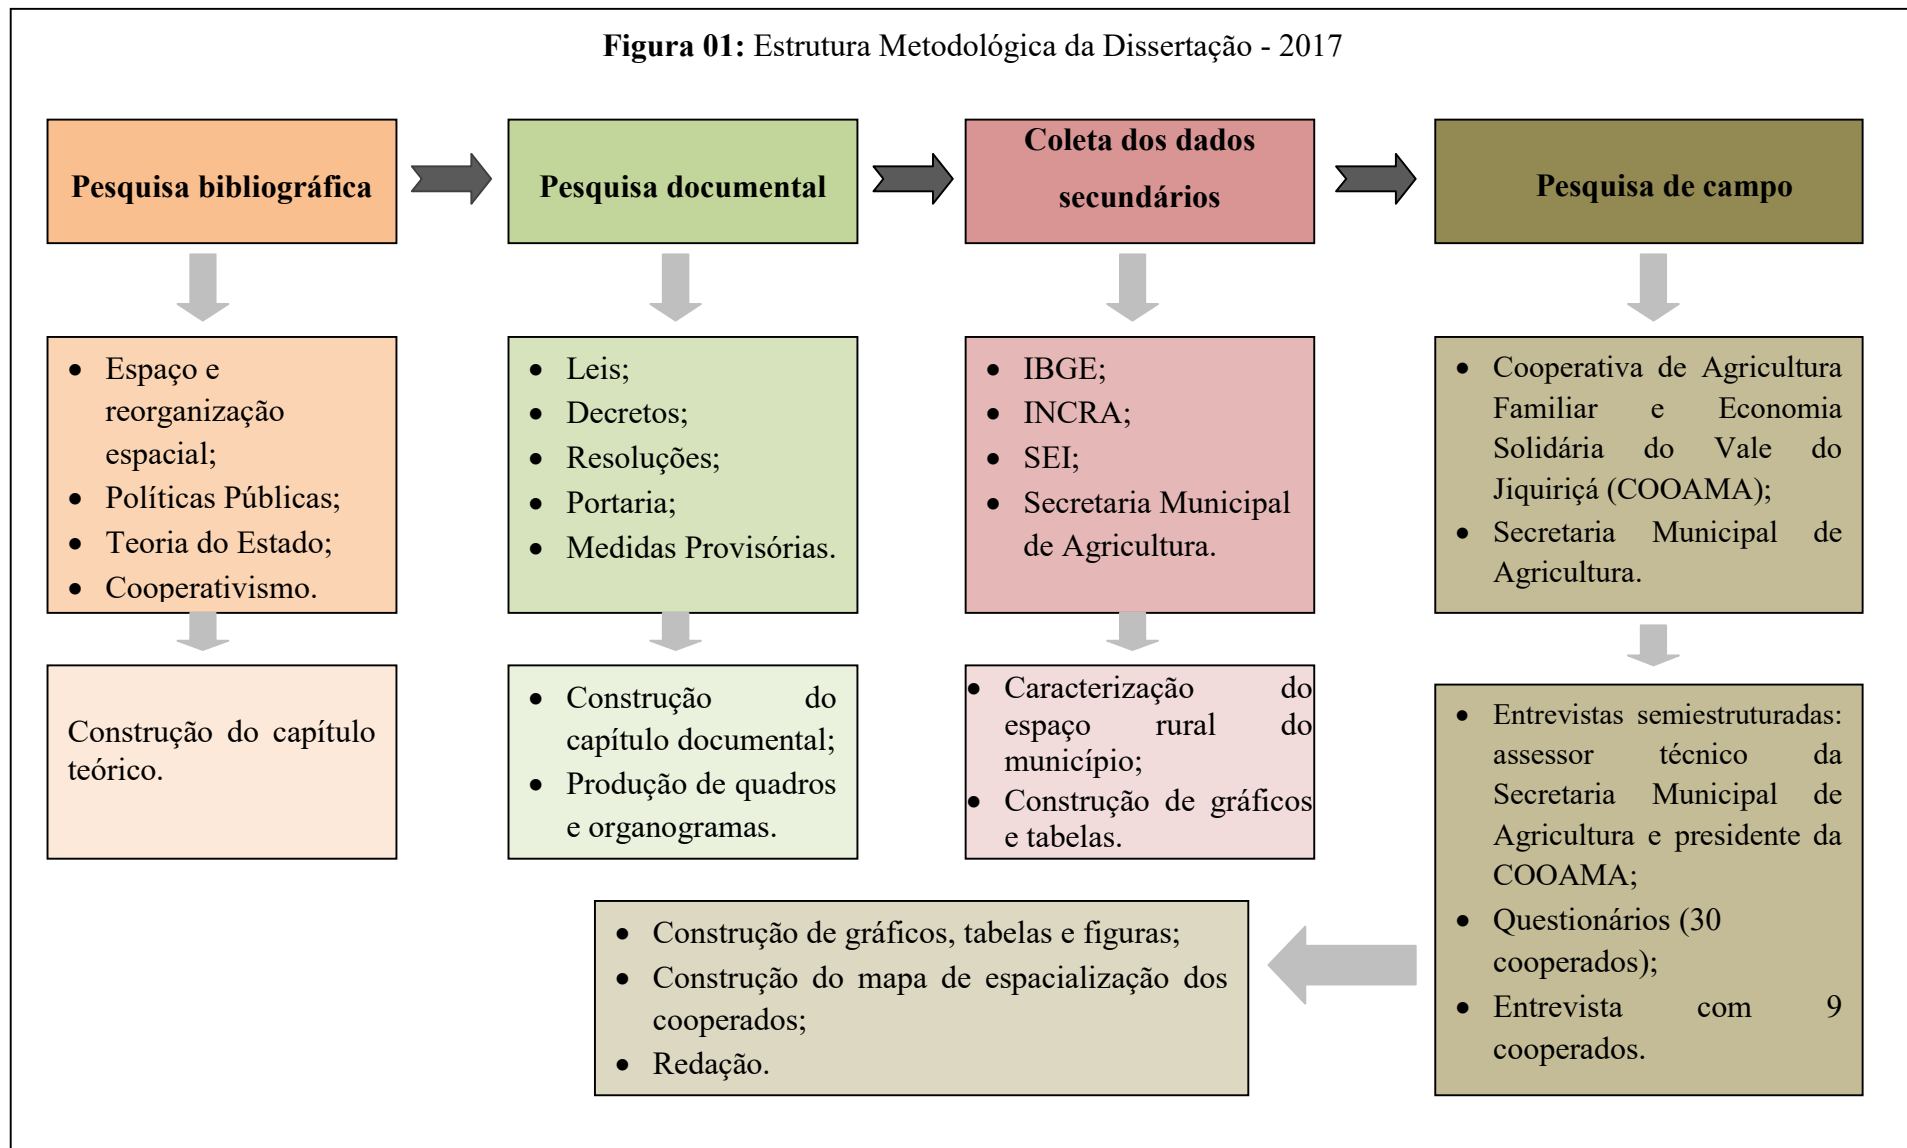 Figura 01: Estrutura Metodológica da Dissertação - 2017
Pesquisa bibliográfica
Pesquisa documental
Coleta dos dados
secundários
Pesquisa de campo
• Espaço e
reorganização
espacial;
• Políticas Públicas;
• Teoria do Estado;
• Cooperativismo.
• Leis;
• Decretos;
• Resoluções;
• Portaria;
• Medidas Provisórias.
• IBGE;
• INCRA;
• SEI;
• Secretaria Municipal
de Agricultura.
• Cooperativa de Agricultura
Familiar e Economia
Solidária do Vale do
Jiquiriçá (COOAMA);
• Secretaria Municipal de
Agricultura.
Construção do capítulo
teórico.
• Construção do
capítulo documental;
• Produção de quadros
e organogramas.
• Caracterização do
espaço rural do
município;
• Construção de gráficos
e tabelas.
• Entrevistas semiestruturadas:
assessor técnico da
Secretaria Municipal de
Agricultura e presidente da
COOAMA;
• Questionários (30
cooperados);
• Entrevista com 9
cooperados.
• Construção de gráficos, tabelas e figuras;
• Construção do mapa de espacialização dos
cooperados;
• Redação.